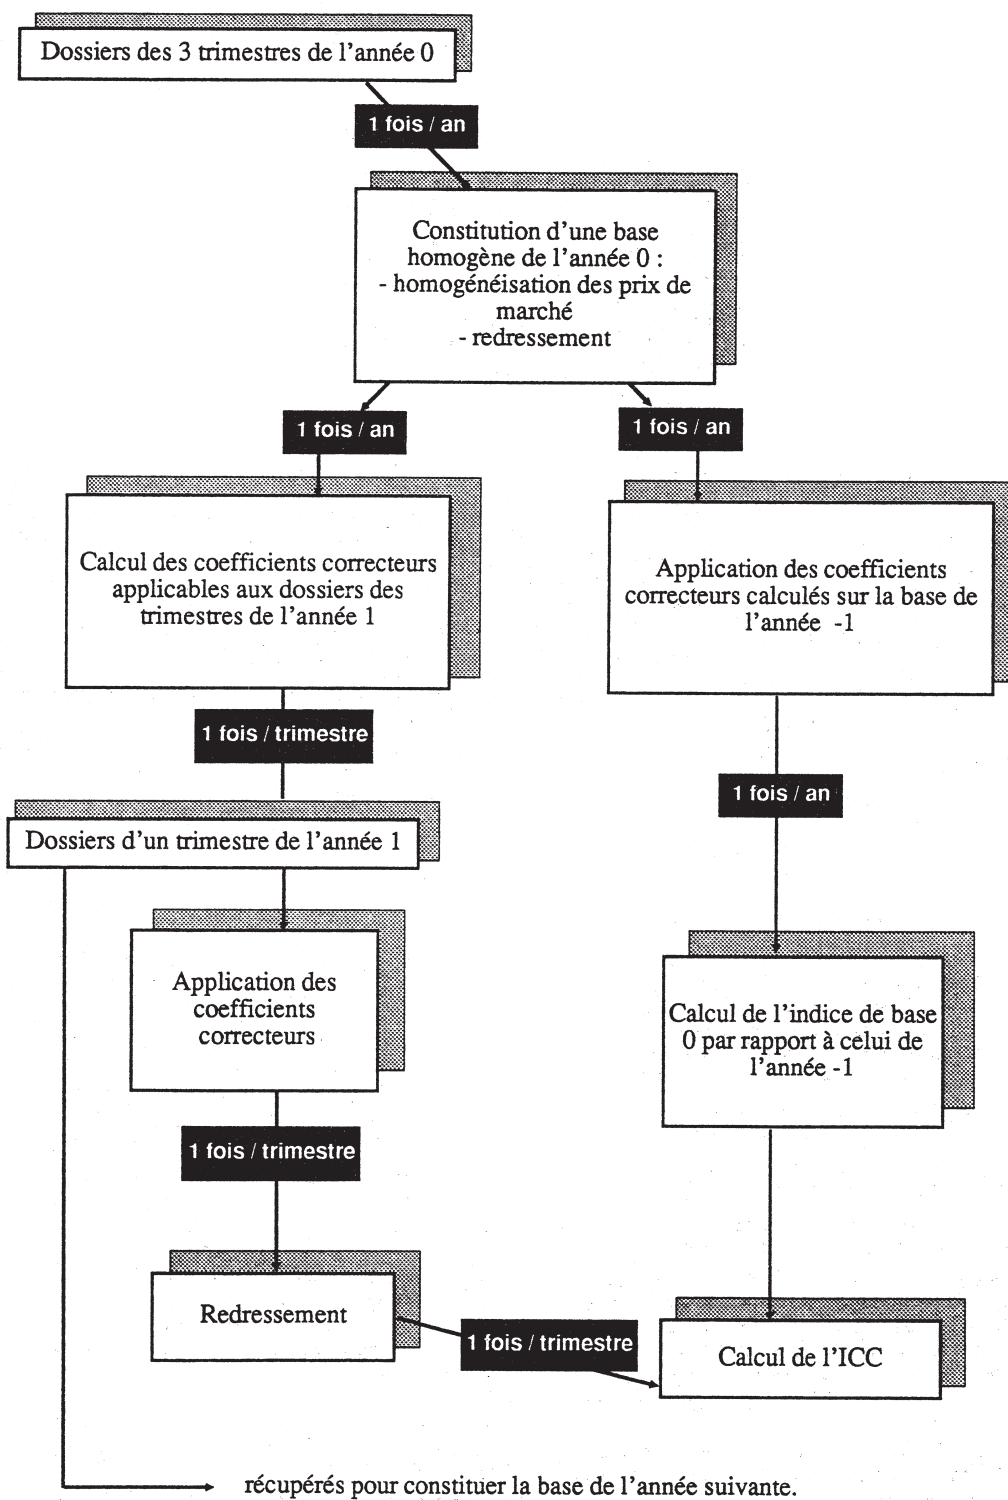 Dossiers des 3 trimestres de l'année 0
1 fois / an
Constitution d'une base
homogène de l'année 0 :
- homogénéisation des prix de
marché
- redressement
1 fois / an
1 fois / an
Calcul des coefficients correcteurs
applicables aux dossiers des
trimestres de l'année 1
Application des coefficients
correcteurs calculés sur la base de
l'année -1
1 fois / trimestre
1 fois / an
Dossiers d'un trimestre de l'année 1
Application des
coefficients
correcteurs
Calcul de l'indice de base
0 par rapport à celui de
l'année -1
1 fois / trimestre
Redressement
1 fois / trimestre
Calcul de l'ICC
récupérés pour constituer la base de l'année suivante.